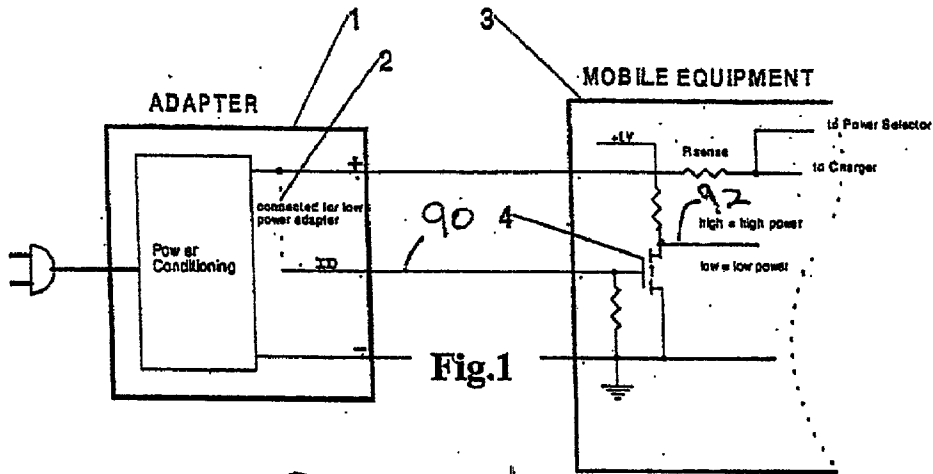 1
2
3
ADAPTER
MOBILE EQUIPMENT
to Power Selector
to Charger
Rsense
+
connected for low
power adapter
90
4
92
high = high power
low = low power
Power
Conditioning
ID
-
Fig.1